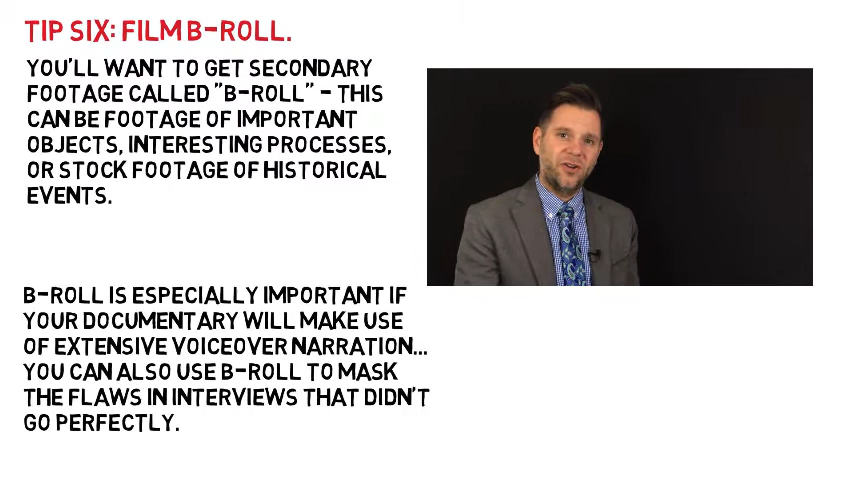 TIP SIX: FILM B-ROLL.
YOU'LL WANT TO GET SECONDARY
FOOTAGE CALLED "B-ROLL" - THIS
CAN BE FOOTAGE OF IMPORTANT
OBJECTS, INTERESTING PROCESSES,
OR STOCK FOOTAGE OF HISTORICAL
EVENTS.
B-ROLL IS ESPECIALLY IMPORTANT IF
YOUR DOCUMENTARY WILL MAKE USE
OF EXTENSIVE VOICEOVER NARRATION...
YOU CAN ALSO USE B-ROLL TO MASK
THE FLAWS IN INTERVIEWS THAT DIDN'T
GO PERFECTLY.